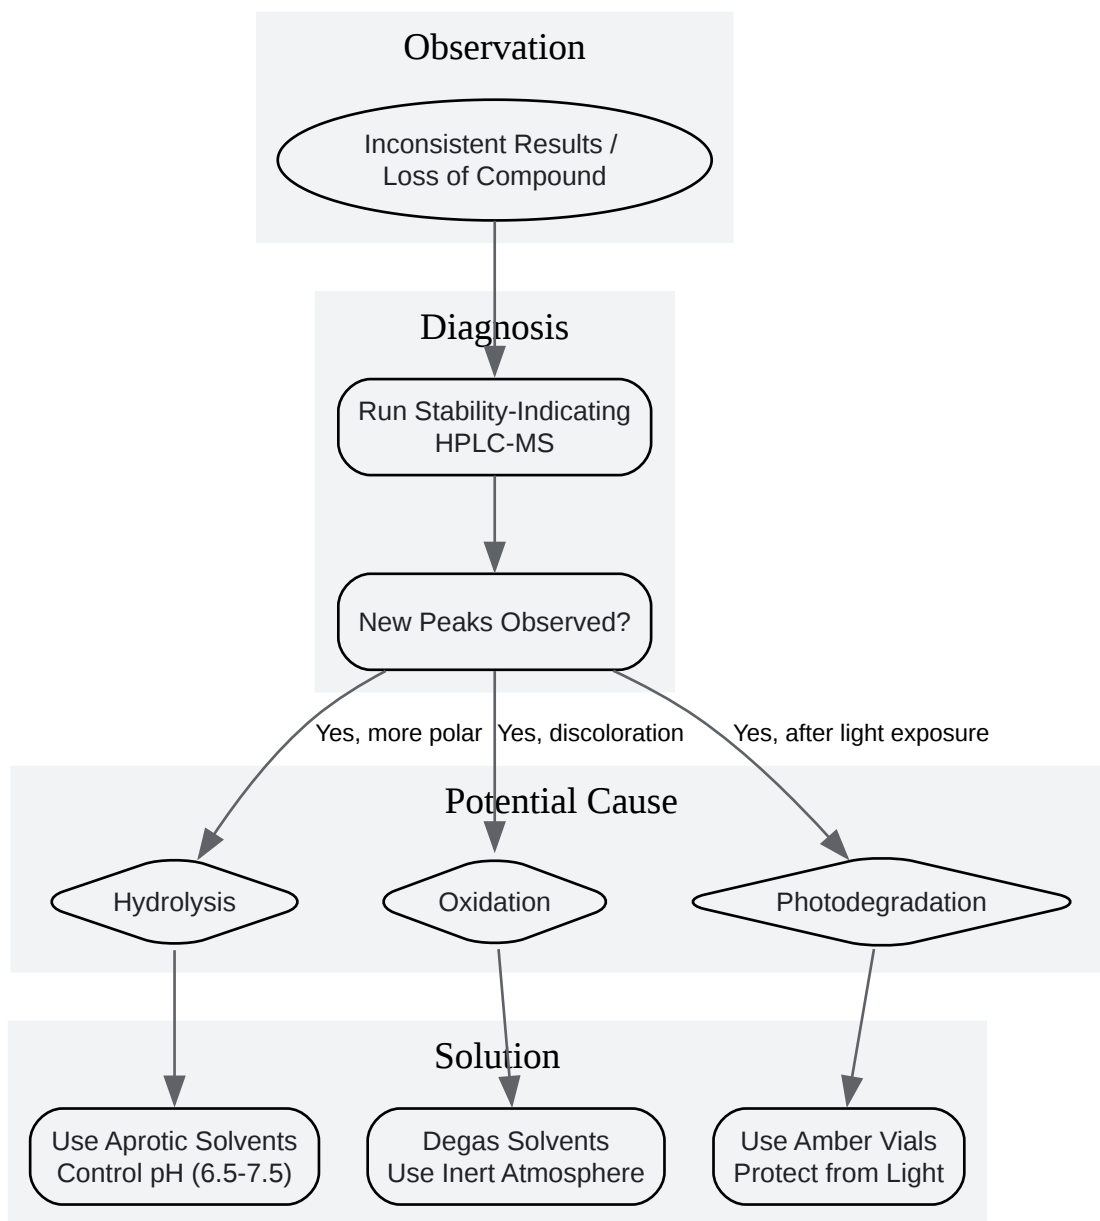 Observation
Inconsistent Results /
Loss of Compound
Diagnosis
Run Stability-Indicating
HPLC-MS
New Peaks Observed?
Yes, more polar
Yes, discoloration
Yes, after light exposure
Potential Cause
Hydrolysis
Oxidation
Photodegradation
Solution
Use Aprotic Solvents
Control pH (6.5-7.5)
Degas Solvents
Use Inert Atmosphere
Use Amber Vials
Protect from Light